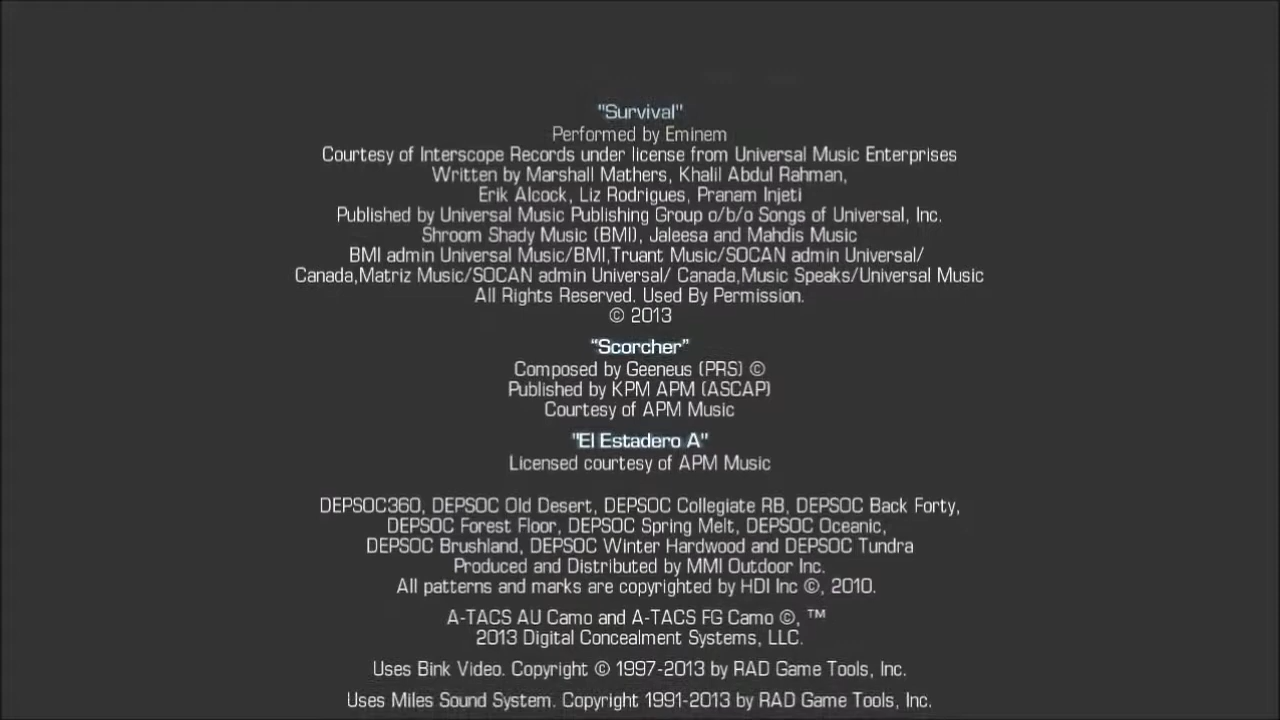 "Survival"
Performed by Eminem
Courtesy of Interscope Records under license from Universal Music Enterprises
Written by Marshall Mathers, Khalil Abdul Rahman,
Erik Alcock, Liz Rodrigues, Pranam Injeti
Published by Universal Music Publishing Group o/b/o Songs of Universal, Inc.
Shroom Shady Music (BMI), Jaleesa and Mahdis Music
BMI admin Universal Music/BMI,Truant Music/SOCAN admin Universal/
Canada,Matriz Music/SOCAN admin Universal/ Canada,Music Speaks/Universal Music
All Rights Reserved. Used By Permission.
© 2013
“Scorcher”
Composed by Geeneus (PRS) ©
Published by KPM APM (ASCAP)
Courtesy of APM Music
"El Estadero A"
Licensed courtesy of APM Music
DEPSOC360, DEPSOC Old Desert, DEPSOC Collegiate RB, DEPSOC Back Forty,
DEPSOC Forest Floor, DEPSOC Spring Melt, DEPSOC Oceanic,
DEPSOC Brushland, DEPSOC Winter Hardwood and DEPSOC Tundra
Produced and Distributed by MMI Outdoor Inc.
All patterns and marks are copyrighted by HDI Inc ©, 2010.
A-TACS AU Camo and A-TACS FG Camo ©, ™
2013 Digital Concealment Systems, LLC.
Uses Bink Video. Copyright © 1997-2013 by RAD Game Tools, Inc.
Uses Miles Sound System. Copyright 1991-2013 by RAD Game Tools, Inc.